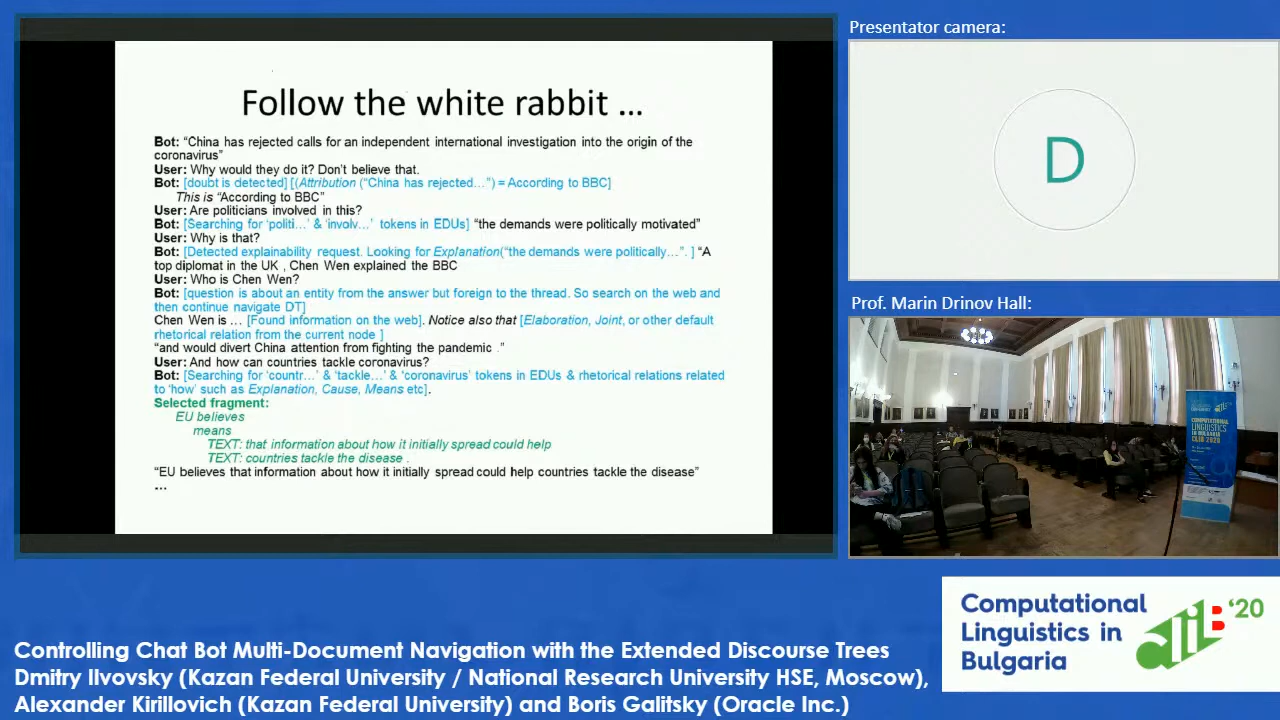 Follow the white rabbit ...
Bot: “China has rejected calls for an independent international investigation into the origin of the
coronavirus”
User: Why would they do it? Don’t believe that.
Bot: [doubt is detected] [(Attribution (“China has rejected…”) = According to BBC]
This is “According to BBC”
User: Are politicians involved in this?
Bot: [Searching for ‘politi…’ & ‘involv…’ tokens in EDUs] “the demands were politically motivated”
User: Why is that?
Bot: [Detected explainability request. Looking for Explanation(“the demands were politically…”. ] “A
top diplomat in the UK , Chen Wen explained the BBC
User: Who is Chen Wen?
Bot: [question is about an entity from the answer but foreign to the thread. So search on the web and
then continue navigate DT]
Chen Wen is … [Found information on the web]. Notice also that [Elaboration, Joint, or other default
rhetorical relation from the current node ]
“and would divert China attention from fighting the pandemic .”
User: And how can countries tackle coronavirus?
Bot: [Searching for ‘countr…’ & ‘tackle…’ & ‘coronavirus’ tokens in EDUs & rhetorical relations related
to ‘how’ such as Explanation, Cause, Means etc].
Selected fragment:
EU believes
means
TEXT: that information about how it initially spread could help
TEXT: countries tackle the disease .
“EU believes that information about how it initially spread could help countries tackle the disease”
...
Presentator camera:
D
Prof. Marin Drinov Hall:
COMPUTATIONAL
LINGUISTICS
IN BULGARIA
CLIB 2020
Computational
Linguistics in
Bulgaria
CLIB '20
Controlling Chat Bot Multi-Document Navigation with the Extended Discourse Trees
Dmitry Ilvovsky (Kazan Federal University / National Research University HSE, Moscow),
Alexander Kirillovich (Kazan Federal University) and Boris Galitsky (Oracle Inc.)